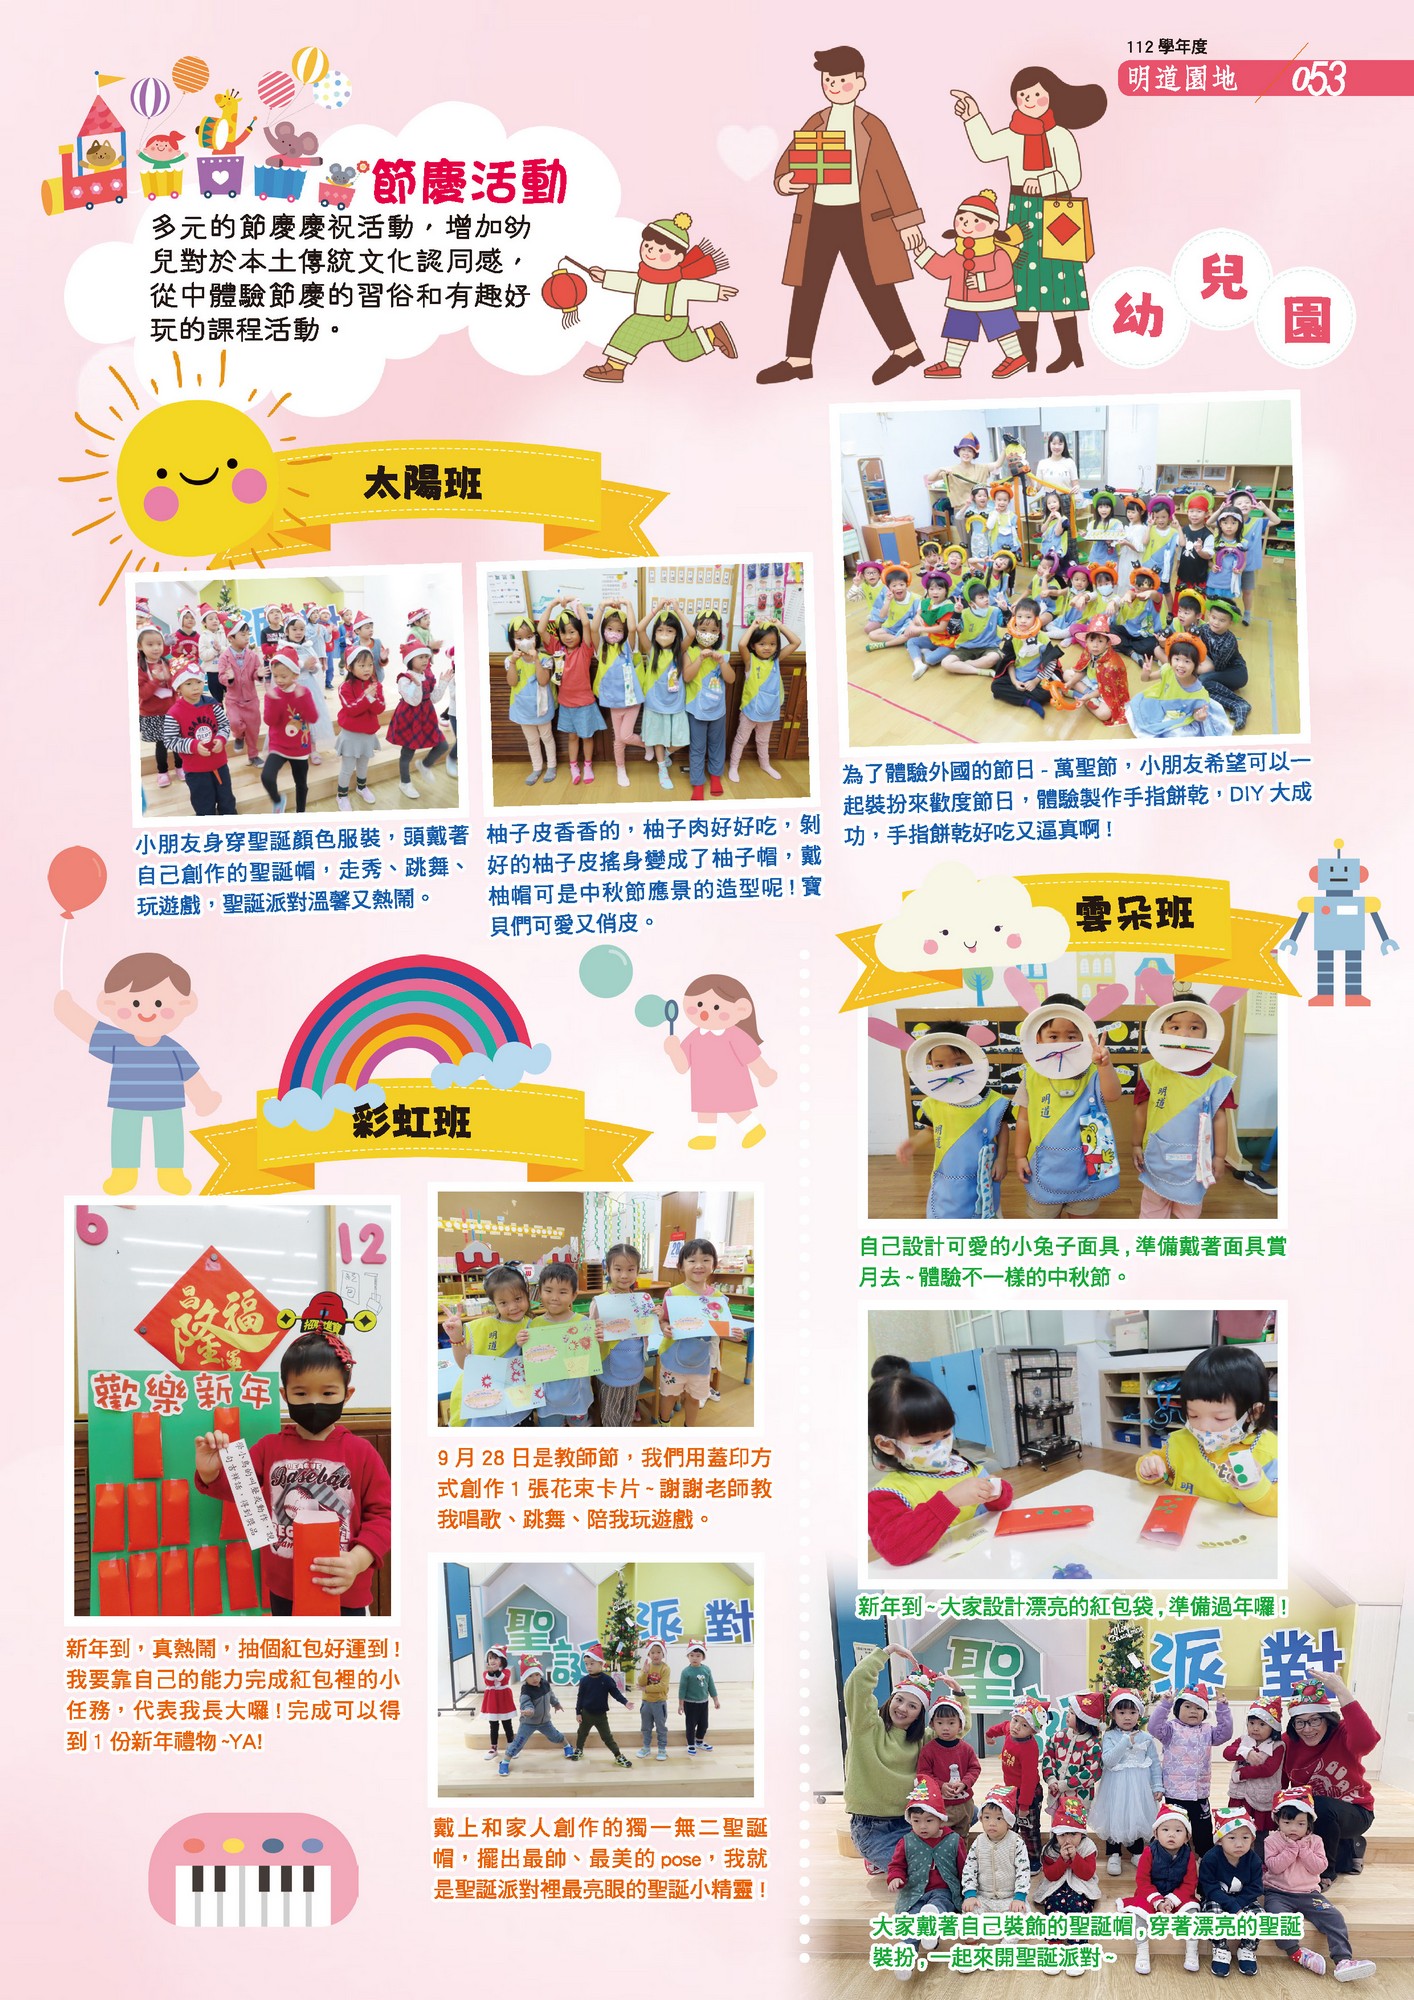 112 學年度
明道園地
053
節慶活動
多元的節慶慶祝活動，增加幼
兒對於本土傳統文化認同感，
從中體驗節慶的習俗和有趣好
玩的課程活動。
幼兒園
太陽班
小朋友身穿聖誕顏色服裝，頭戴著
自己創作的聖誕帽，走秀、跳舞、
玩遊戲，聖誕派對溫馨又熱鬧。
柚子皮香香的，柚子肉好好吃，剝
好的柚子皮搖身變成了柚子帽，戴
柚帽可是中秋節應景的造型呢！寶
貝們可愛又俏皮。
為了體驗外國的節日 - 萬聖節，小朋友希望可以一
起裝扮來歡度節日，體驗製作手指餅乾，DIY 大成
功，手指餅乾好吃又逼真啊！
雲朵班
明道
明道
明道
自己設計可愛的小兔子面具 , 準備戴著面具賞
月去 ~ 體驗不一樣的中秋節。
新年到 ~ 大家設計漂亮的紅包袋 , 準備過年囉！
聖
派對
大家戴著自己裝飾的聖誕帽 , 穿著漂亮的聖誕
裝扮 , 一起來開聖誕派對 ~
彩虹班
6
12
昌隆福運
歡樂新年
Baseball
新年到，真熱鬧，抽個紅包好運到！
我要靠自己的能力完成紅包裡的小
任務，代表我長大囉！完成可以得
到 1 份新年禮物 ~YA!
28
明道
9 月 28 日是教師節，我們用蓋印方
式創作 1 張花束卡片 ~ 謝謝老師教
我唱歌、跳舞、陪我玩遊戲。
聖誕派對
戴上和家人創作的獨一無二聖誕
帽，擺出最帥、最美的 pose，我就
是聖誕派對裡最亮眼的聖誕小精靈！